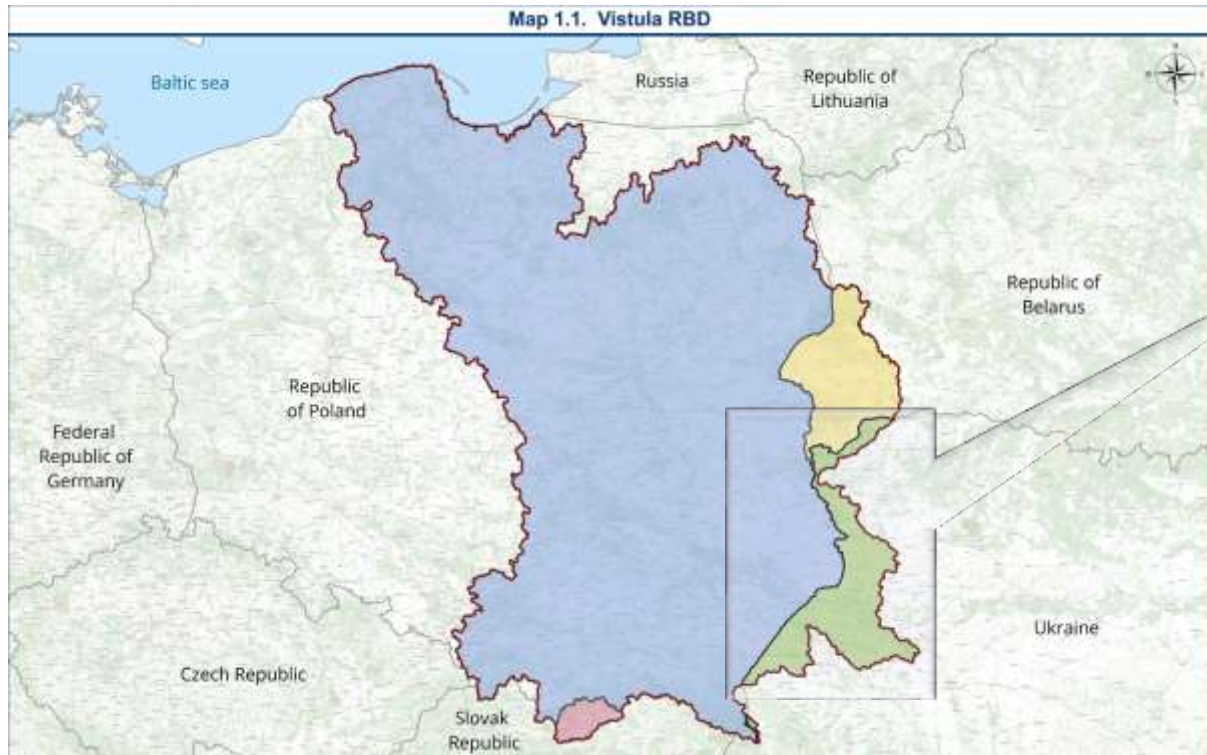 Map 1.1. Vistula RBD
Baltic sea
Russia
Republic of
Lithuania
Republic of
Belarus
Republic
of Poland
Federal
Republic of
Germany
Ukraine
Czech Republic
Slovak
Republic